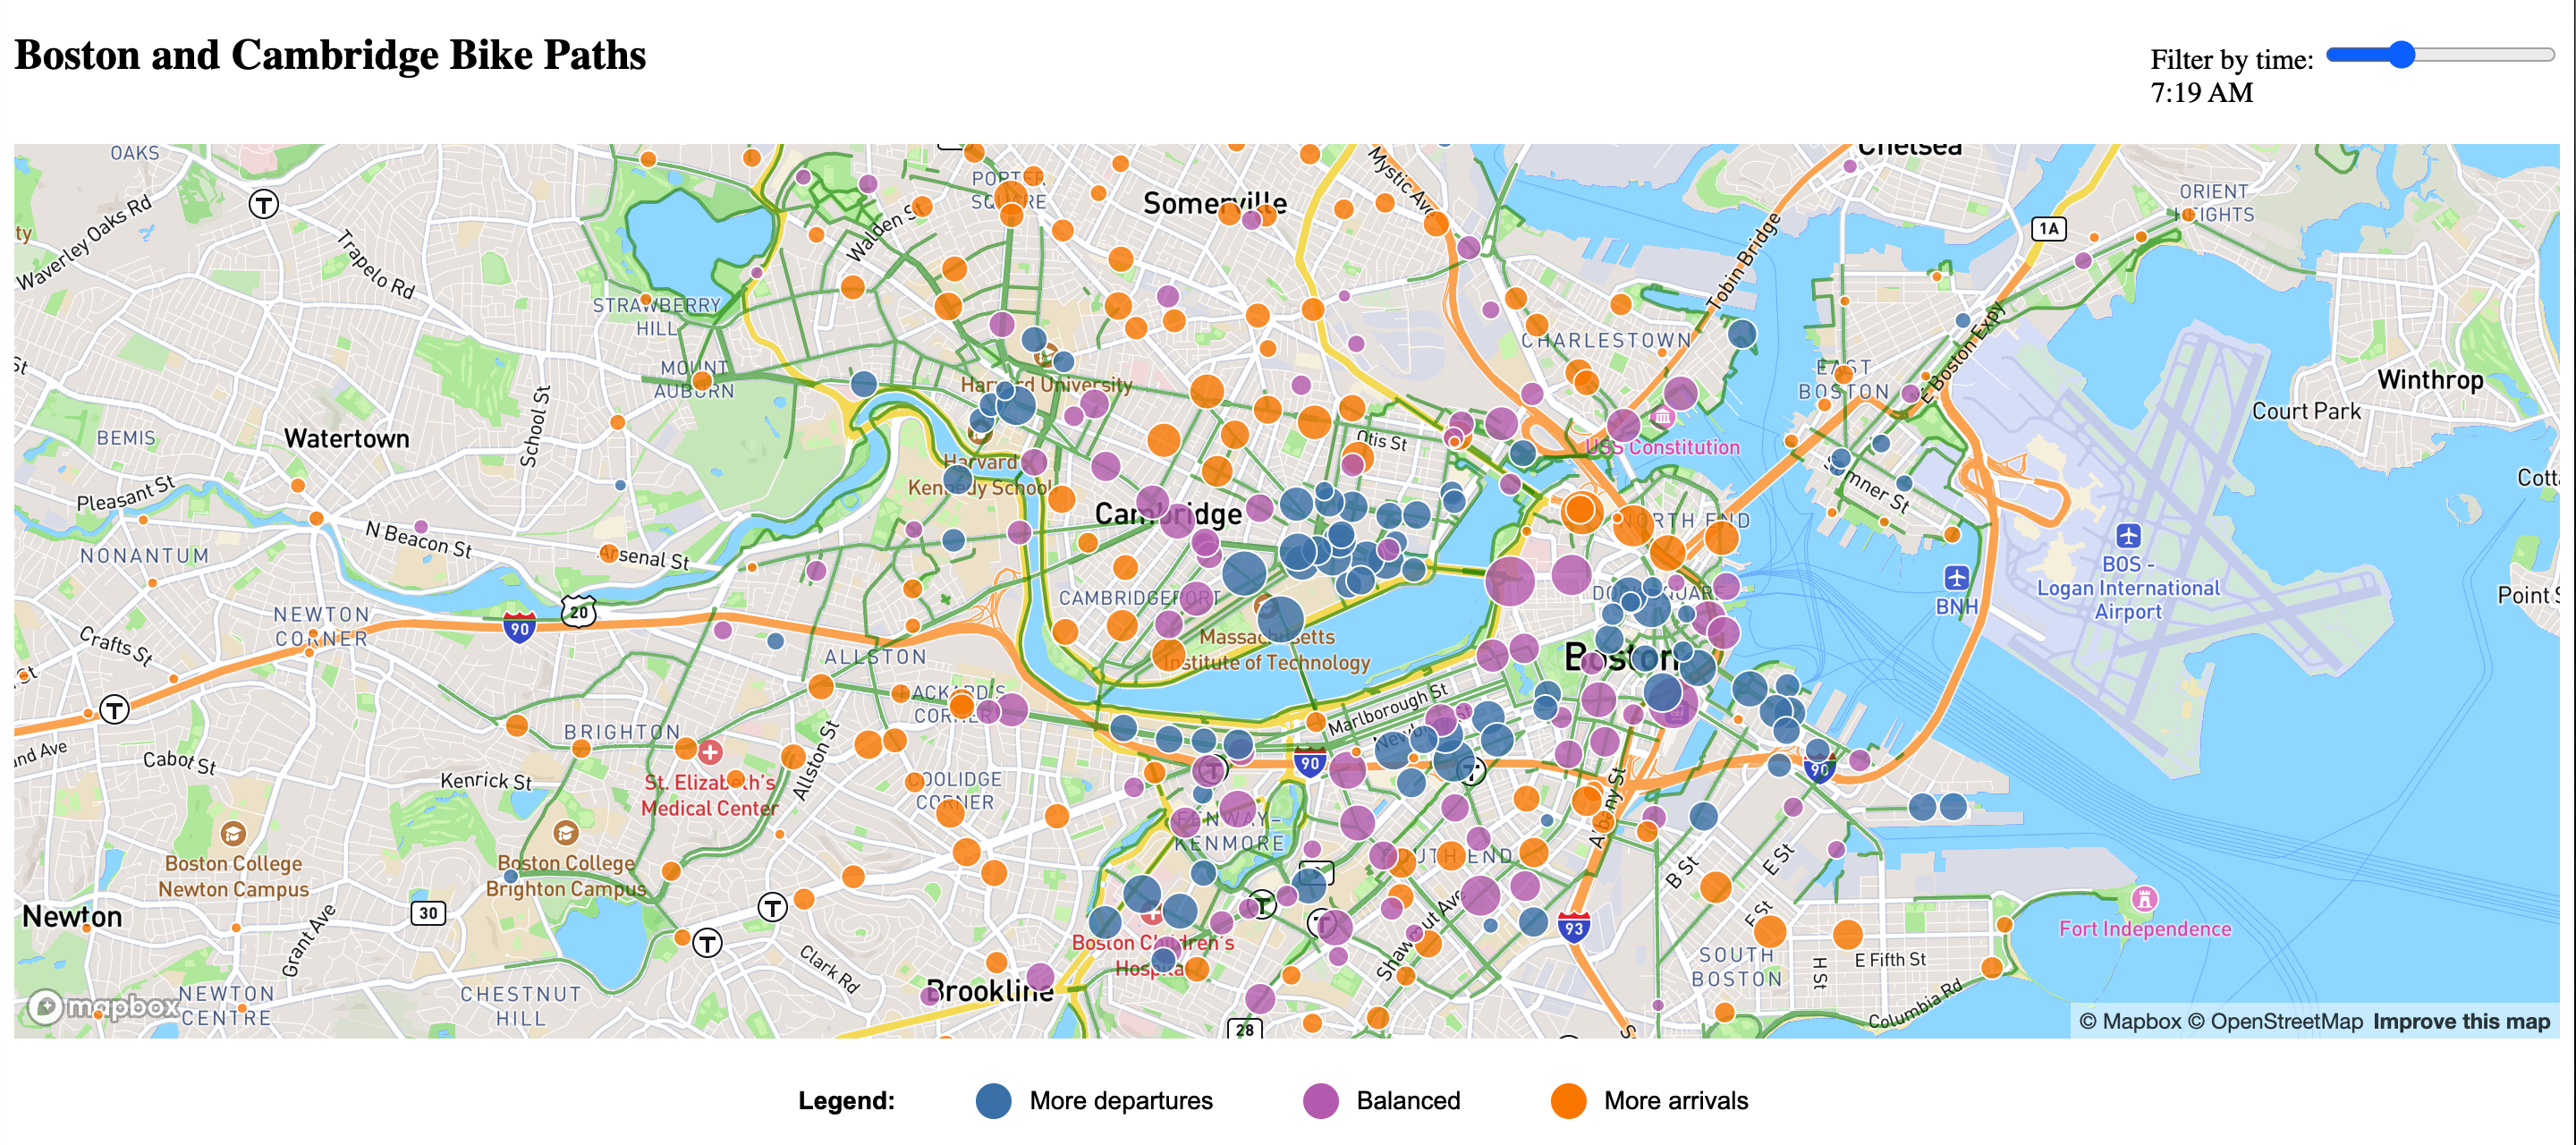 Boston and Cambridge Bike Paths
Filter by time:
7:19 AM
OAKS
Mystic Ave
Chelsea
PORTER
SQUARE
Somerville
ORIENT
HEIGHTS
1A
Waverley Oaks Rd
Trapelo Rd
Walden St
Tobin Bridge
ty
STRAWBERRY
HILL
CHARLESTOWN
E Boston Expy
St
MOUNT
AUBURN
Harvard University
EAST
BOSTON
Winthrop
Court Park
School St
BEMIS
Watertown
Otis St
USS Constitution
Harvard
Kennedy School
Sumner St
Pleasant St
Cambridge
NORTH END
N Beacon St
NONANTUM
Arsenal St
BOS -
Logan International
Airport
BNH
CAMBRIDGEPORT
Point S
20
90
NEWTON
CORNER
Crafts St
Massachusetts
Institute of Technology
Boston
ALLSTON
St
PACKARD'S
CORNER
Marlborough St
BRIGHTON
Allston St
Cabot St
Kenrick St
St. Elizabeth's
Medical Center
COOLIDGE
CORNER
90
90
Albany St
FENWAY-
KENMORE
SOUTH END
B St
E St
F St
Boston College
Newton Campus
Boston College
Brighton Campus
Newton
30
Grant Ave
Shawmut Ave
93
Fort Independence
Boston Children's
Hospital
Clark Rd
SOUTH
BOSTON
H St
E Fifth St
Columbia Rd
Brookline
NEWTON
CENTRE
CHESTNUT
HILL
28
mapbox
© Mapbox © OpenStreetMap Improve this map
Legend:
More departures
Balanced
More arrivals